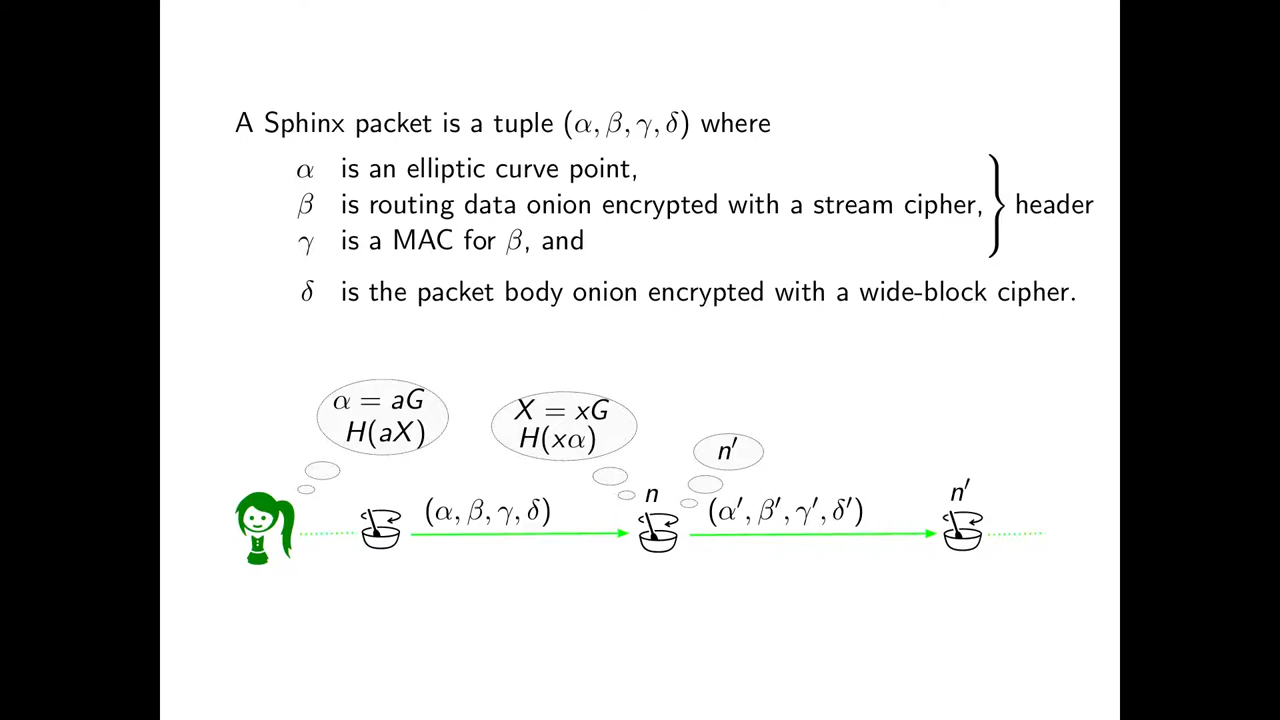 A Sphinx packet is a tuple (α, β, γ, δ) where
α is an elliptic curve point,
β is routing data onion encrypted with a stream cipher,
γ is a MAC for β, and
header
δ is the packet body onion encrypted with a wide-block cipher.
α = aG
H(aX)
X = xG
H(xα)
n′
n
n′
(α, β, γ, δ)
(α′, β′, γ′, δ′)